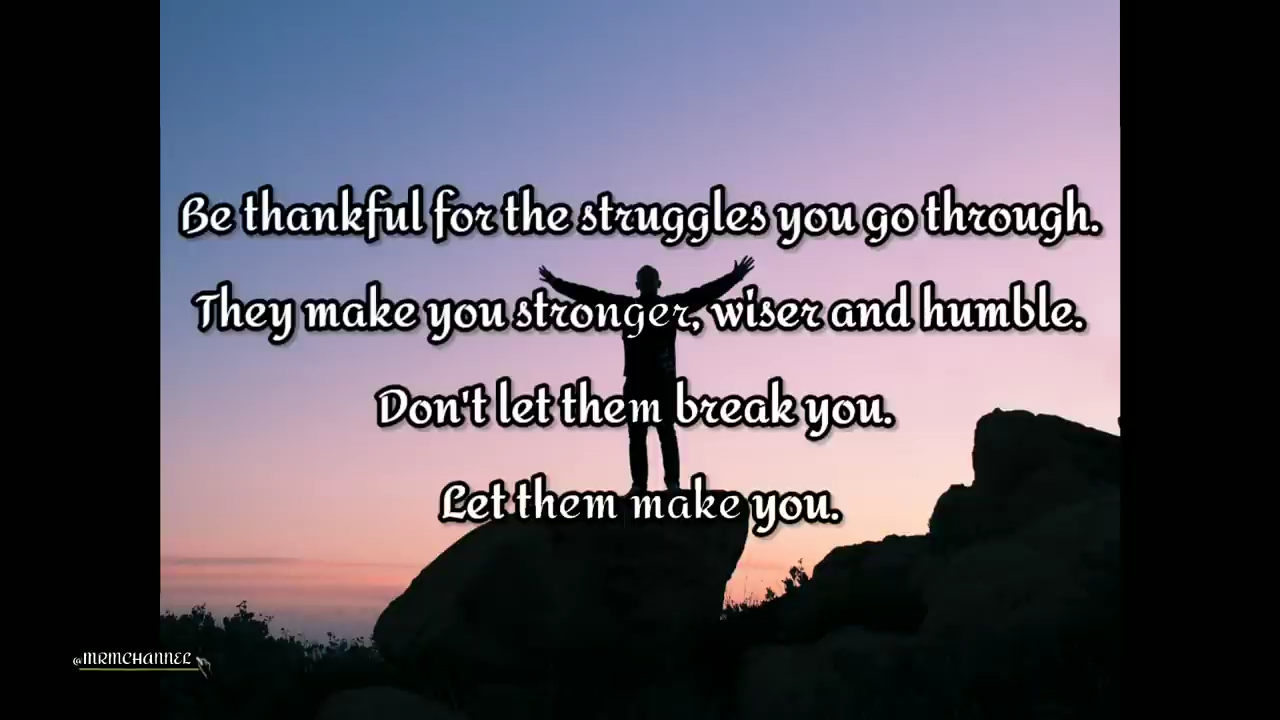 Be thankful for the struggles you go through.
They make you stronger, wiser and humble.
Don't let them break you.
Let them make you.
@MRMCHANNEL